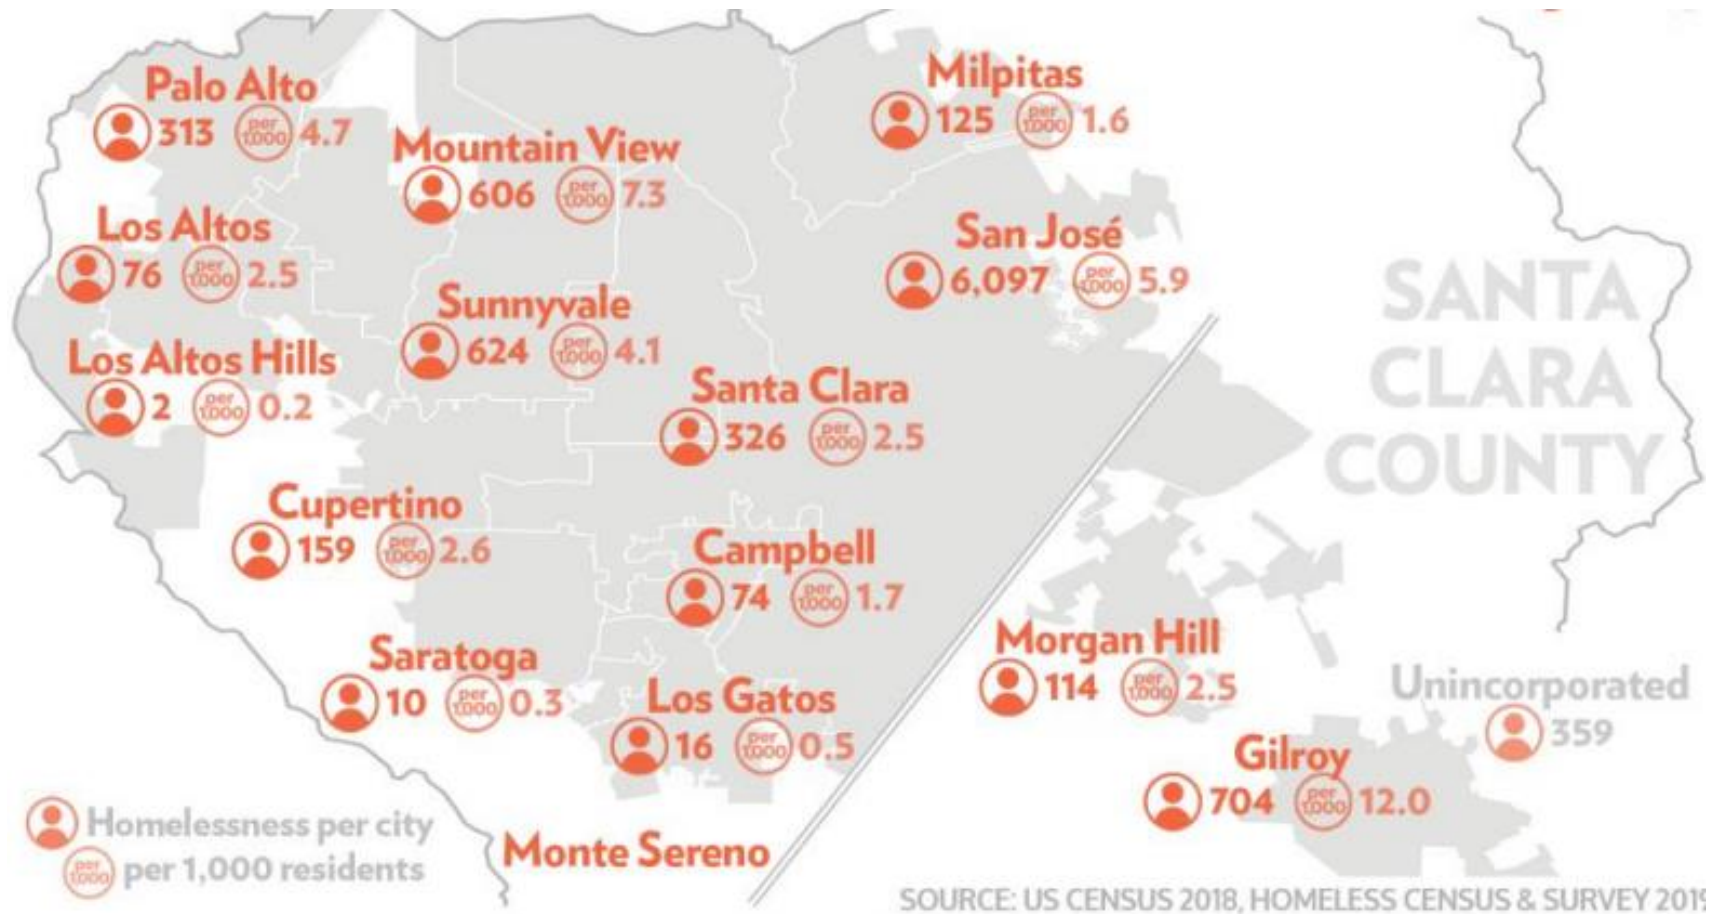 Palo Alto
313 per 1,000 4.7
Milpitas
125 per 1,000 1.6
Mountain View
606 per 1,000 7.3
Los Altos
76 per 1,000 2.5
San José
6,097 per 1,000 5.9
Sunnyvale
624 per 1,000 4.1
SANTA
CLARA
COUNTY
Los Altos Hills
2 per 1,000 0.2
Santa Clara
326 per 1,000 2.5
Cupertino
159 per 1,000 2.6
Campbell
74 per 1,000 1.7
Saratoga
10 per 1,000 0.3
Los Gatos
16 per 1,000 0.5
Morgan Hill
114 per 1,000 2.5
Unincorporated
359
Gilroy
704 per 1,000 12.0
Monte Sereno
Homelessness per city
per 1,000 per 1,000 residents
SOURCE: US CENSUS 2018, HOMELESS CENSUS & SURVEY 2019